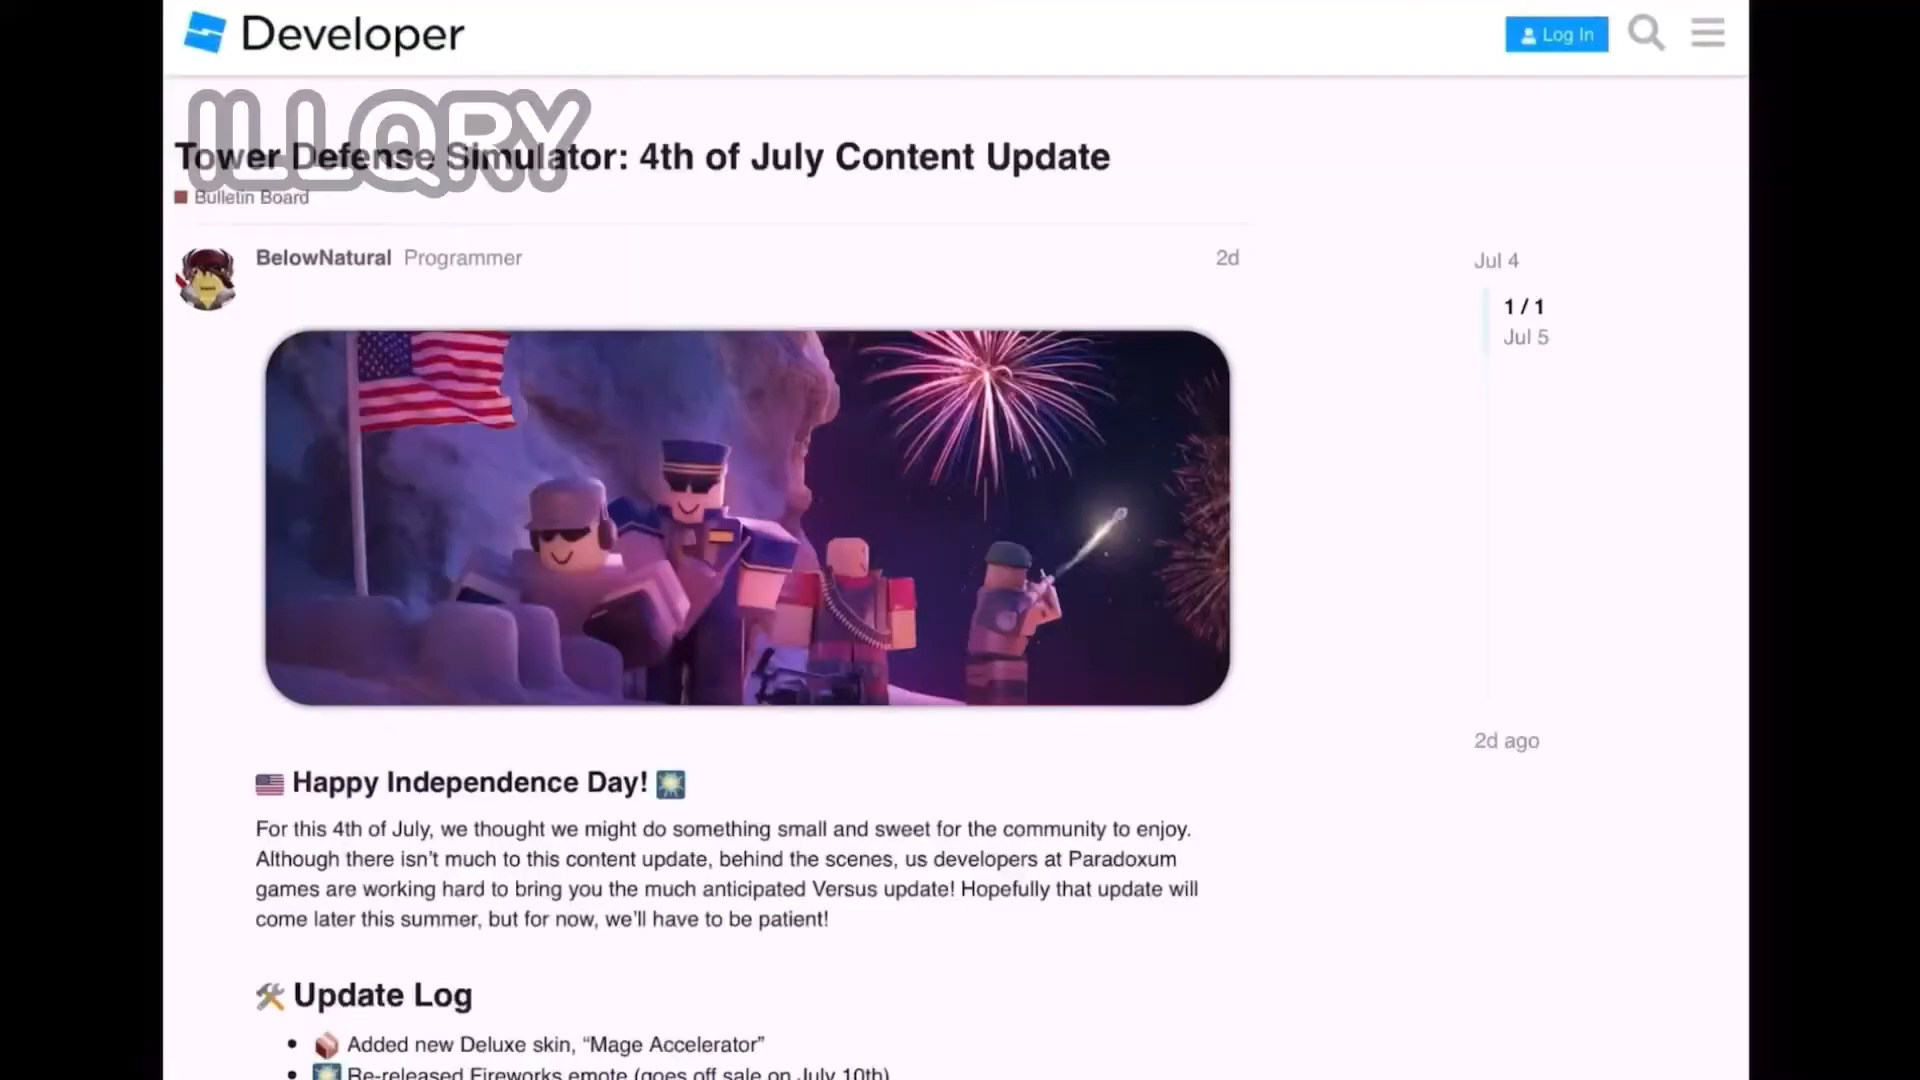 Developer
Log In
ILLQRY
Tower Defense Simulator: 4th of July Content Update
Bulletin Board
BelowNatural Programmer 2d
Jul 4
1 / 1
Jul 5
2d ago
Happy Independence Day!
For this 4th of July, we thought we might do something small and sweet for the community to enjoy.
Although there isn't much to this content update, behind the scenes, us developers at Paradoxum
games are working hard to bring you the much anticipated Versus update! Hopefully that update will
come later this summer, but for now, we'll have to be patient!
Update Log
• Added new Deluxe skin, “Mage Accelerator”
• Re-released Fireworks emote (goes off sale on July 10th)